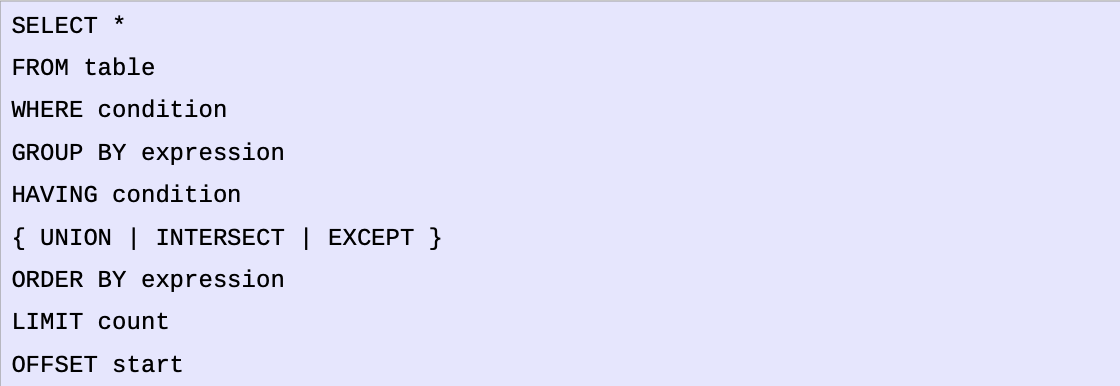 SELECT *
FROM table
WHERE condition
GROUP BY expression
HAVING condition
{ UNION | INTERSECT | EXCEPT }
ORDER BY expression
LIMIT count
OFFSET start